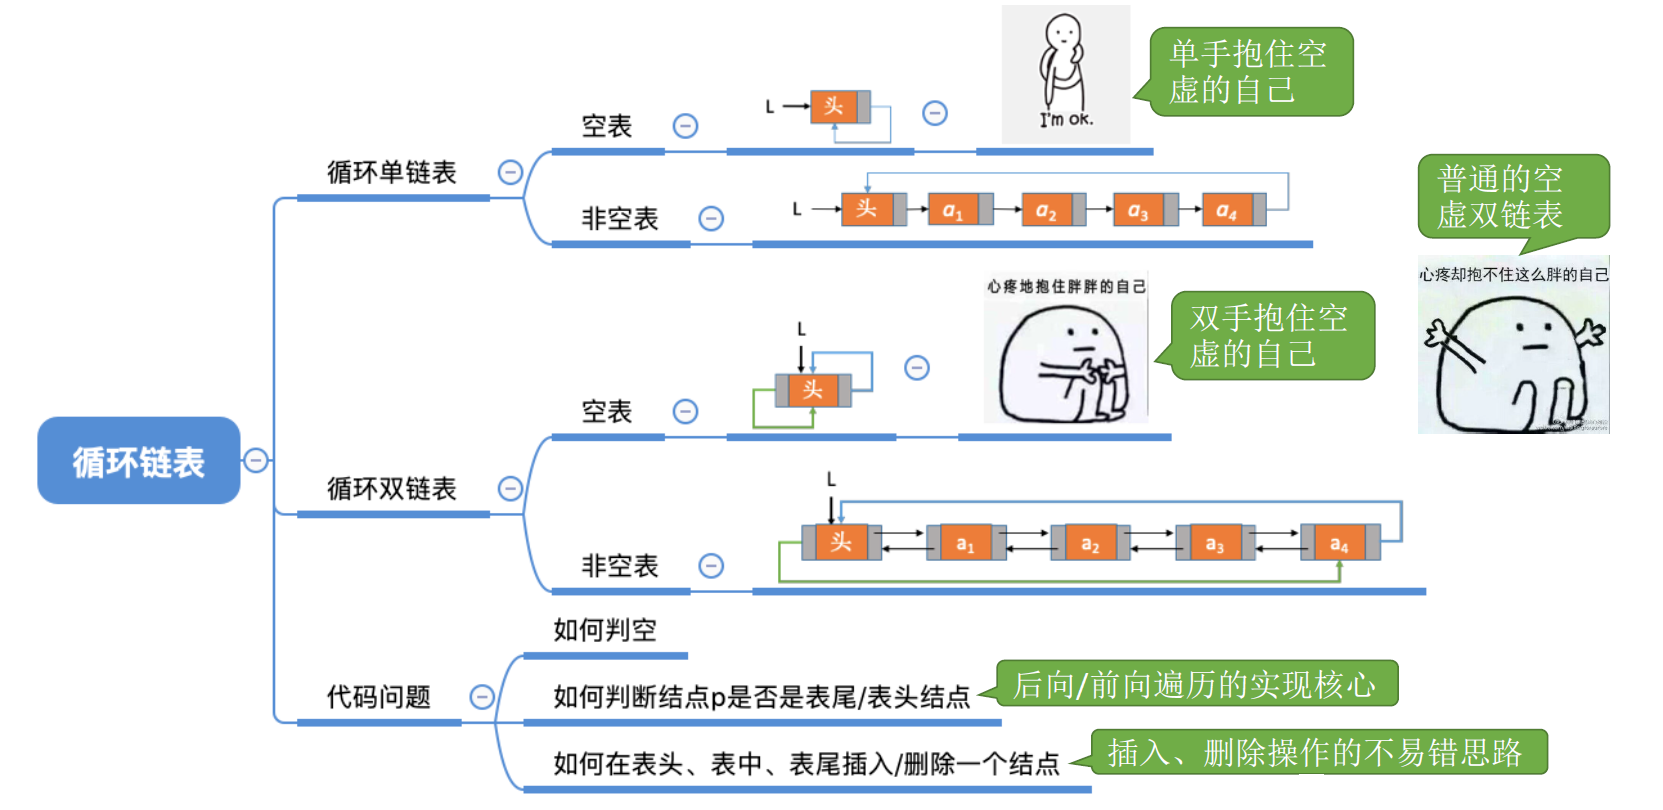 循环链表
循环单链表
空表
L
头
I'm ok.
单手抱住空
虚的自己
非空表
L
头
a1
a2
a3
a4
普通的空
虚双链表
心疼却抱不住这么胖的自己
循环双链表
空表
L
头
心疼地抱住胖胖的自己
双手抱住空
虚的自己
非空表
L
头
a1
a2
a3
a4
代码问题
如何判空
如何判断结点p是否是表尾/表头结点
后向/前向遍历的实现核心
如何在表头、表中、表尾插入/删除一个结点
插入、删除操作的不易错思路